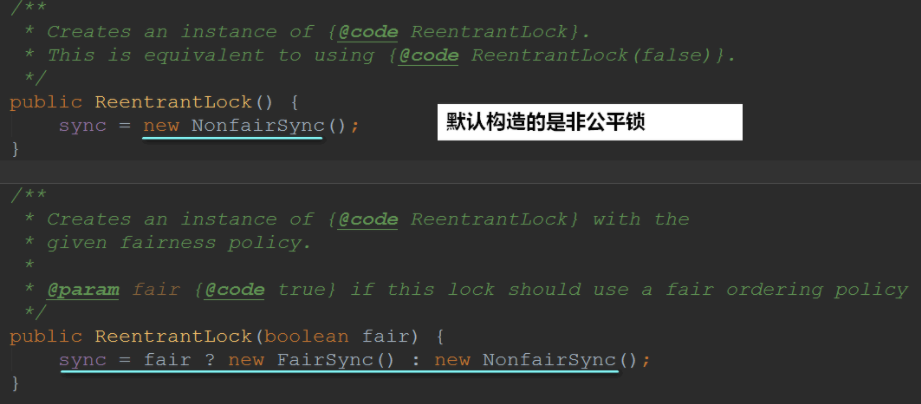 /**
 * Creates an instance of {@code ReentrantLock}.
 * This is equivalent to using {@code ReentrantLock(false)}.
 */
public ReentrantLock() {
    sync = new NonfairSync();
默认构造的是非公平锁
}
/**
 * Creates an instance of {@code ReentrantLock} with the
 * given fairness policy.
 *
 * @param fair {@code true} if this lock should use a fair ordering policy
 */
public ReentrantLock(boolean fair) {
    sync = fair ? new FairSync() : new NonfairSync();
}